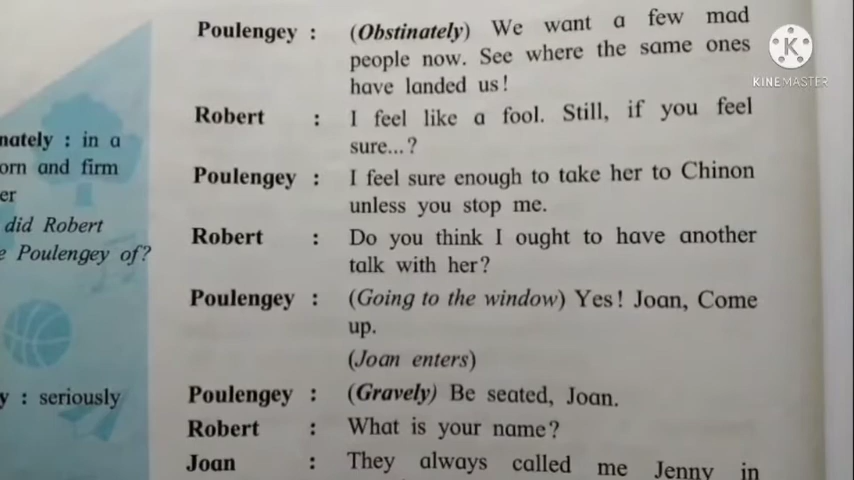 Poulengey : (Obstinately) We want a few mad
people now. See where the same ones
have landed us!
Robert : I feel like a fool. Still, if you feel
sure...?
Poulengey : I feel sure enough to take her to Chinon
unless you stop me.
Robert : Do you think I ought to have another
talk with her?
Poulengey : (Going to the window) Yes! Joan, Come
up.
(Joan enters)
Poulengey : (Gravely) Be seated, Joan.
Robert : What is your name?
Joan : They always called me Jenny in
nately : in a
orn and firm
er
did Robert
e Poulengey of?
y : seriously
K
KINEMASTER